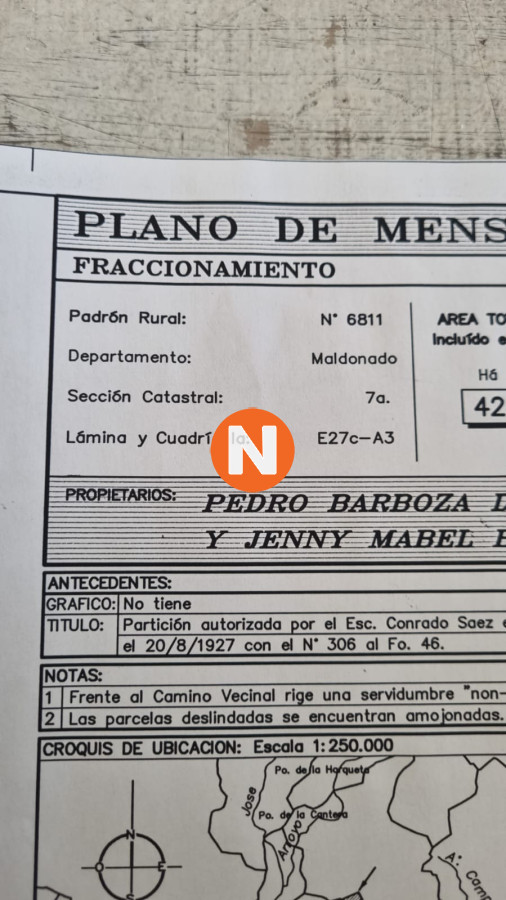 PLANO DE MENS
FRACCIONAMIENTO
Padrón Rural: N° 6811
AREA TO
Incluído e
Departamento: Maldonado
Há
Sección Catastral: 7a.
42
Lámina y Cuadrí la: E27c-A3
N
PROPIETARIOS: PEDRO BARBOZA D
Y JENNY MABEL
ANTECEDENTES:
GRAFICO: No tiene
TITULO: Partición autorizada por el Esc. Conrado Saez e
el 20/8/1927 con el N° 306 al Fo. 46.
NOTAS:
1 Frente al Camino Vecinal rige una servidumbre "non-
2 Las parcelas deslindadas se encuentran amojonadas.
CROQUIS DE UBICACION: Escala 1:250.000
Po. de la Horqueta
Jose
Po. de la Cantera
Arroyo
N
O E
S
A°. Camp